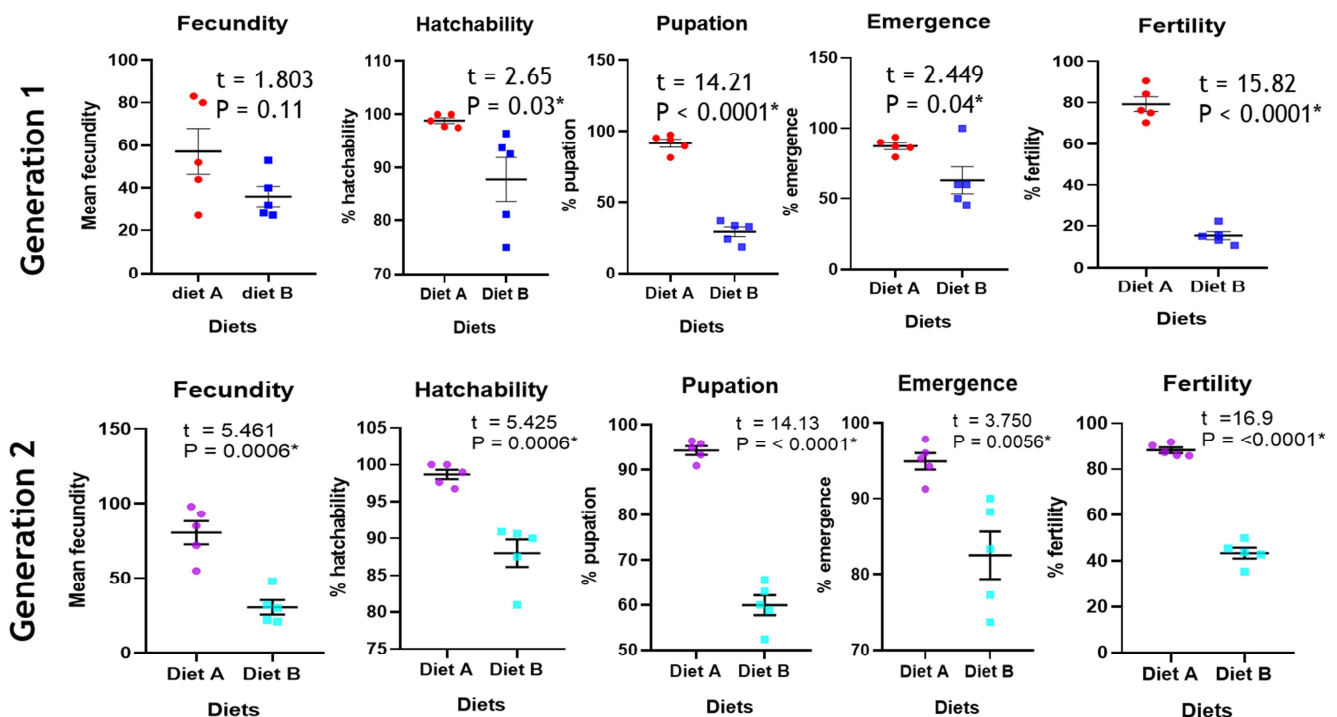 Generation 1
Fecundity
Mean fecundity
100
80
60
40
20
0
t = 1.803
P = 0.11
diet A diet B
Diets
Hatchability
% hatchability
110
100
90
80
70
t = 2.65
P = 0.03*
Diet A Diet B
Diets
Pupation
% pupation
150
100
50
0
t = 14.21
P < 0.0001*
Diet A Diet B
Diets
Emergence
% emergence
150
100
50
0
t = 2.449
P = 0.04*
Diet A Diet B
Diets
Fertility
% fertility
100
80
60
40
20
0
t = 15.82
P < 0.0001*
Diet A Diet B
Diets
Generation 2
Fecundity
Mean fecundity
150
100
50
0
t = 5.461
P = 0.0006*
Diet A Diet B
Diets
Hatchability
% hatchability
105
100
95
90
85
80
75
t = 5.425
P = 0.0006*
Diet A Diet B
Diets
Pupation
% pupation
100
90
80
70
60
50
t = 14.13
P = < 0.0001*
Diet A Diet B
Diets
Emergence
% emergence
100
90
80
70
t = 3.750
P = 0.0056*
Diet A Diet B
Diets
Fertility
% fertility
100
80
60
40
20
0
t =16.9
P = <0.0001*
Diet A Diet B
Diets